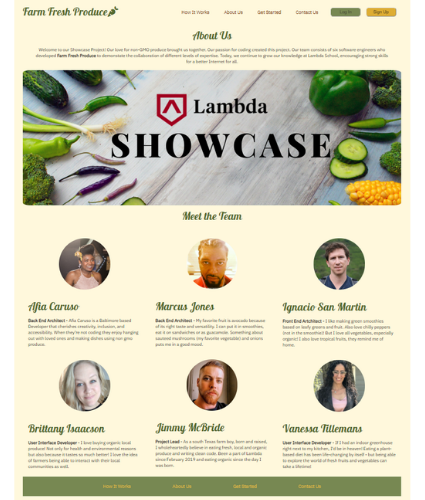 Farm Fresh Produce
How It Works
About Us
Get Started
Contact Us
Log In
Sign Up
About Us
Welcome to our Showcase Project! Our love for non-GMO produce brought us together. Our passion for coding created this project. Our team consists of six software engineers who
developed Farm Fresh Produce to demonstrate the collaboration of different levels of expertise. Today, we continue to grow our knowledge at Lambda School, encouraging strong skills
for a better Internet for all.
Lambda
SHOWCASE
Meet the Team
Afia Caruso
Back End Architect - Afia Caruso is a Baltimore based
Developer that cherishes creativity, inclusion, and
accessibility. When they're not coding they enjoy hanging
out with loved ones and making dishes using non gmo
produce.
Marcus Jones
Back End Architect - My favorite fruit is avocado because
of its right taste and versatility. I can put it in smoothies,
eat it on sandwiches or as guacamole. Something about
sauteed mushrooms (my favorite vegetable) and onions
puts me in a good mood.
Ignacio San Martin
Front End Architect - I like making green smoothies
based on leafy greens and fruit. Also love chilly peppers
(not in the smoothie!) But I love all vegetables, especially
organic! I also love tropical fruits, they remind me of
home.
Brittany Isaacson
User Interface Developer - I love buying organic local
produce! Not only for health and environmental reasons
but also because it tastes so much better! I love the idea
of farmers being able to interact with their local
communities as well.
Jimmy McBride
Project Lead - As a south Texas farm boy, born and raised,
I wholeheartedly believe in eating fresh, local and organic
produce and writing clean code. Been a part of Lambda
since February, 2019 and eating organic since the day I
was born.
Vanessa Tillemans
User Interface Developer - If I had an indoor greenhouse
right next to my kitchen, I'd be in heaven! Eating a plant-
based diet has been life-changing to myself - but being able
to explore the world of fresh fruits and vegetables can
take a lifetime!
How It Works
About Us
Get Started
Contact Us